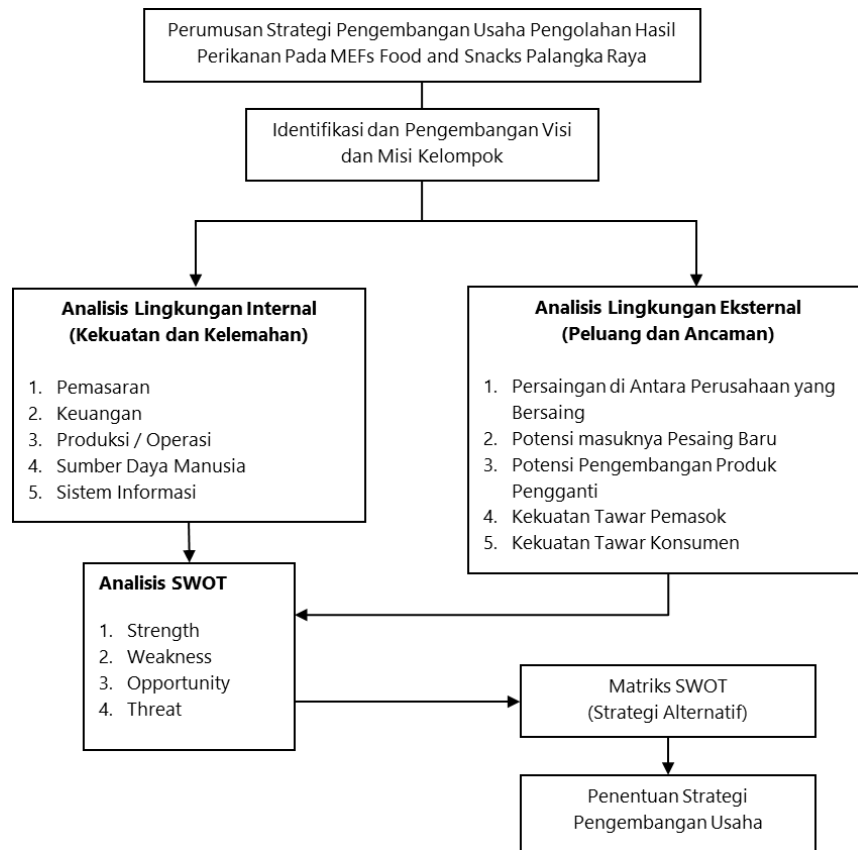 Perumusan Strategi Pengembangan Usaha Pengolahan Hasil
Perikanan Pada MEFs Food and Snacks Palangka Raya
Identifikasi dan Pengembangan Visi
dan Misi Kelompok
Analisis Lingkungan Internal
(Kekuatan dan Kelemahan)
1. Pemasaran
2. Keuangan
3. Produksi / Operasi
4. Sumber Daya Manusia
5. Sistem Informasi
Analisis Lingkungan Eksternal
(Peluang dan Ancaman)
1. Persaingan di Antara Perusahaan yang
Bersaing
2. Potensi masuknya Pesaing Baru
3. Potensi Pengembangan Produk
Pengganti
4. Kekuatan Tawar Pemasok
5. Kekuatan Tawar Konsumen
Analisis SWOT
1. Strength
2. Weakness
3. Opportunity
4. Threat
Matriks SWOT
(Strategi Alternatif)
Penentuan Strategi
Pengembangan Usaha